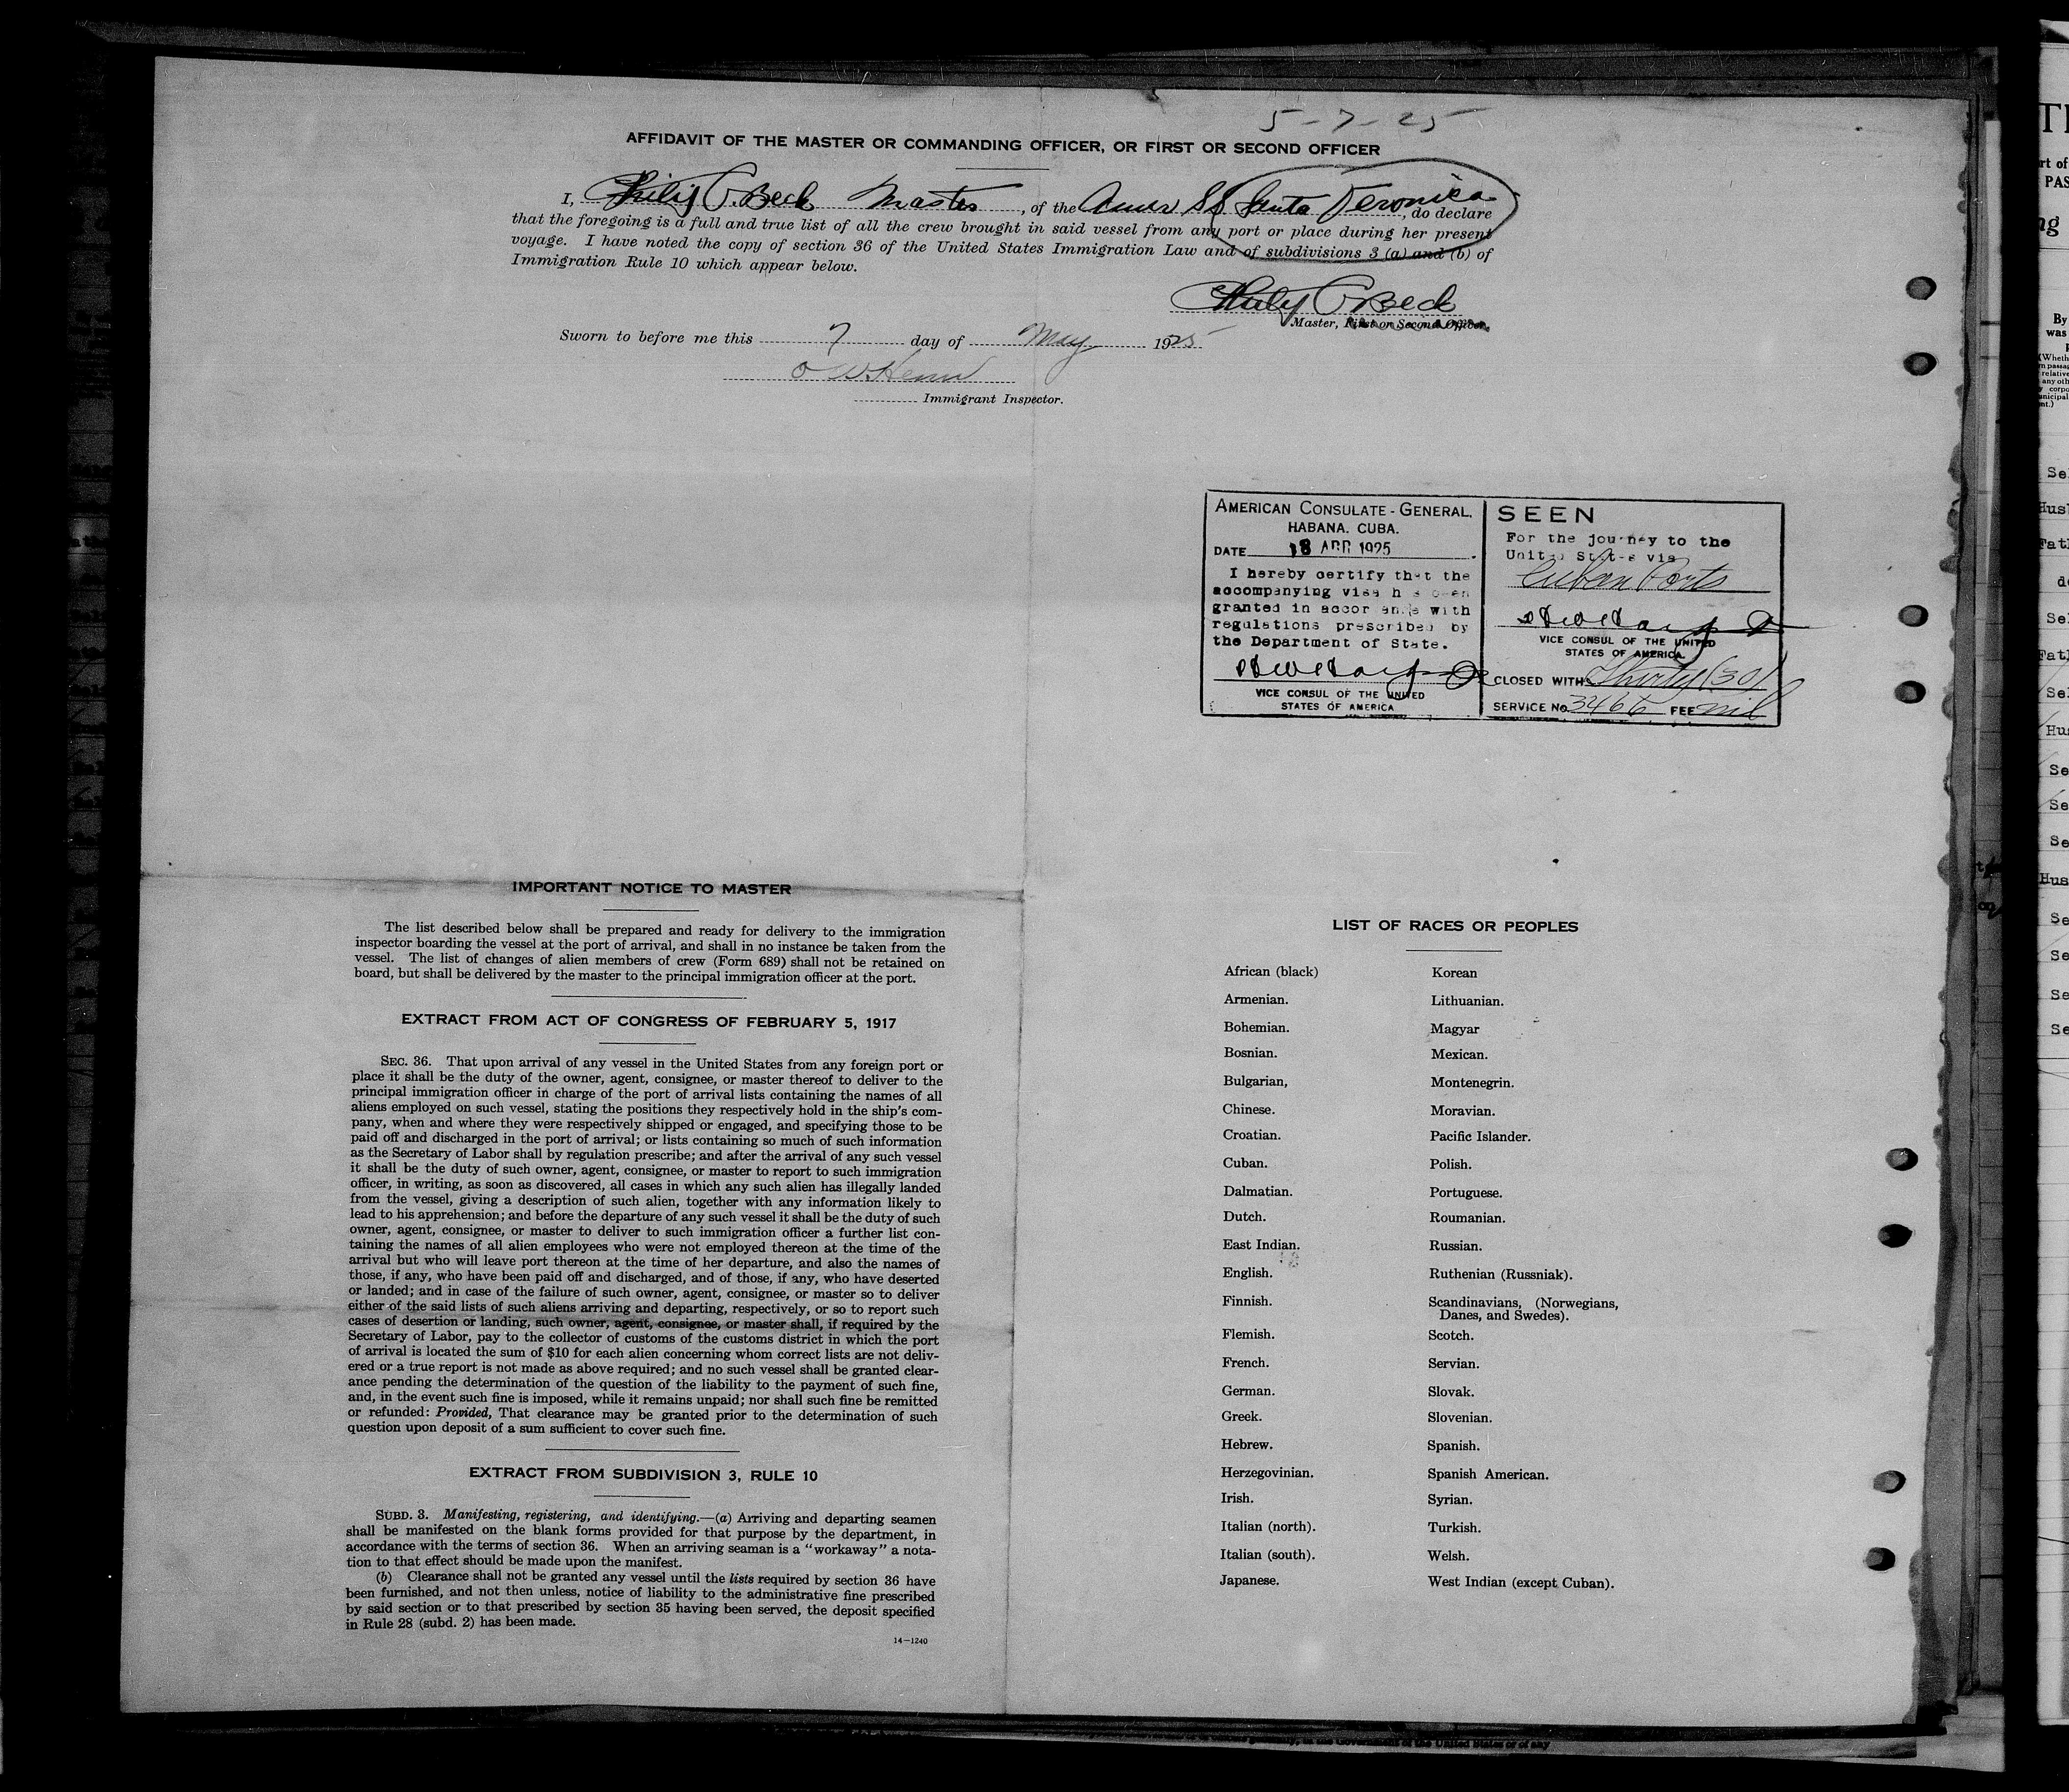 5-7-25
AFFIDAVIT OF THE MASTER OR COMMANDING OFFICER, OR FIRST OR SECOND OFFICER
I, Philip C. Beck Master, of the Amer SS Santa Veronica, do declare
that the foregoing is a full and true list of all the crew brought in said vessel from any port or place during her present
voyage. I have noted the copy of section 36 of the United States Immigration Law and of subdivisions 3 (a) and (b) of
Immigration Rule 10 which appear below.
Philip C Beck
Master, First or Second Officer.
Sworn to before me this 7 day of May 1925
Immigrant Inspector.
AMERICAN CONSULATE-GENERAL.
HABANA. CUBA.
DATE 18 APR 1925
I hereby certify that the
accompanying visa has been
granted in accordance with
regulations prescribed by
the Department of State.
VICE CONSUL OF THE UNITED
STATES OF AMERICA
SEEN
For the journey to the
United States via
Cuban Ports
VICE CONSUL OF THE UNITED
STATES OF AMERICA
CLOSED WITH Thirty (30)
SERVICE No 3466 FEE nil
IMPORTANT NOTICE TO MASTER
The list described below shall be prepared and ready for delivery to the immigration
inspector boarding the vessel at the port of arrival, and shall in no instance be taken from the
vessel. The list of changes of alien members of crew (Form 689) shall not be retained on
board, but shall be delivered by the master to the principal immigration officer at the port.
EXTRACT FROM ACT OF CONGRESS OF FEBRUARY 5, 1917
SEC. 36. That upon arrival of any vessel in the United States from any foreign port or
place it shall be the duty of the owner, agent, consignee, or master thereof to deliver to the
principal immigration officer in charge of the port of arrival lists containing the names of all
aliens employed on such vessel, stating the positions they respectively hold in the ship's com-
pany, when and where they were respectively shipped or engaged, and specifying those to be
paid off and discharged in the port of arrival; or lists containing so much of such information
as the Secretary of Labor shall by regulation prescribe; and after the arrival of any such vessel
it shall be the duty of such owner, agent, consignee, or master to report to such immigration
officer, in writing, as soon as discovered, all cases in which any such alien has illegally landed
from the vessel, giving a description of such alien, together with any information likely to
lead to his apprehension; and before the departure of any such vessel it shall be the duty of such
owner, agent, consignee, or master to deliver to such immigration officer a further list con-
taining the names of all alien employees who were not employed thereon at the time of the
arrival but who will leave port thereon at the time of her departure, and also the names of
those, if any, who have been paid off and discharged, and of those, if any, who have deserted
or landed; and in case of the failure of such owner, agent, consignee, or master so to deliver
either of the said lists of such aliens arriving and departing, respectively, or so to report such
cases of desertion or landing, such owner, agent, consignee, or master shall, if required by the
Secretary of Labor, pay to the collector of customs of the customs district in which the port
of arrival is located the sum of $10 for each alien concerning whom correct lists are not deliv-
ered or a true report is not made as above required; and no such vessel shall be granted clear-
ance pending the determination of the question of the liability to the payment of such fine,
and, in the event such fine is imposed, while it remains unpaid; nor shall such fine be remitted
or refunded: Provided, That clearance may be granted prior to the determination of such
question upon deposit of a sum sufficient to cover such fine.
EXTRACT FROM SUBDIVISION 3, RULE 10
SUBD. 3. Manifesting, registering, and identifying.—(a) Arriving and departing seamen
shall be manifested on the blank forms provided for that purpose by the department, in
accordance with the terms of section 36. When an arriving seaman is a "workaway" a nota-
tion to that effect should be made upon the manifest.
(b) Clearance shall not be granted any vessel until the lists required by section 36 have
been furnished, and not then unless, notice of liability to the administrative fine prescribed
by said section or to that prescribed by section 35 having been served, the deposit specified
in Rule 28 (subd. 2) has been made.
14—1240
LIST OF RACES OR PEOPLES
African (black)
Armenian.
Bohemian.
Bosnian.
Bulgarian,
Chinese.
Croatian.
Cuban.
Dalmatian.
Dutch.
East Indian.
English.
Finnish.
Flemish.
French.
German.
Greek.
Hebrew.
Herzegovinian.
Irish.
Italian (north).
Italian (south).
Japanese.
Korean
Lithuanian.
Magyar
Mexican.
Montenegrin.
Moravian.
Pacific Islander.
Polish.
Portuguese.
Roumanian.
Russian.
Ruthenian (Russniak).
Scandinavians, (Norwegians,
Danes, and Swedes).
Scotch.
Servian.
Slovak.
Slovenian.
Spanish.
Spanish American.
Syrian.
Turkish.
Welsh.
West Indian (except Cuban).